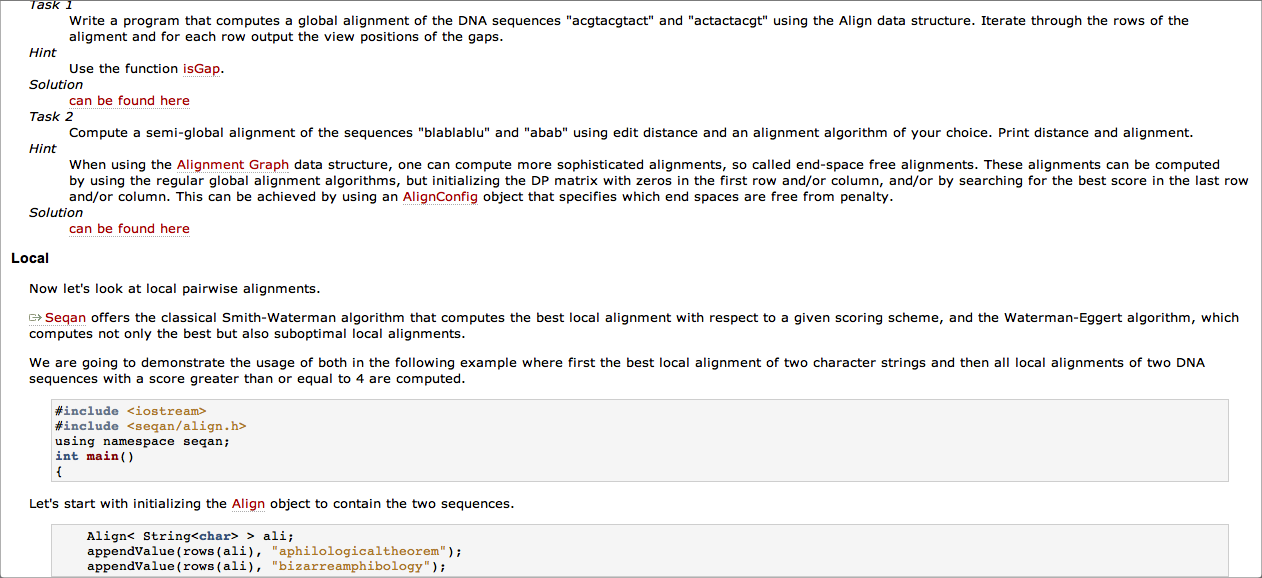 Task 1
Write a program that computes a global alignment of the DNA sequences "acgtacgtact" and "actactacgt" using the Align data structure. Iterate through the rows of the
aligment and for each row output the view positions of the gaps.
Hint
Use the function isGap.
Solution
can be found here
Task 2
Compute a semi-global alignment of the sequences "blablablu" and "abab" using edit distance and an alignment algorithm of your choice. Print distance and alignment.
Hint
When using the Alignment Graph data structure, one can compute more sophisticated alignments, so called end-space free alignments. These alignments can be computed
by using the regular global alignment algorithms, but initializing the DP matrix with zeros in the first row and/or column, and/or by searching for the best score in the last row
and/or column. This can be achieved by using an AlignConfig object that specifies which end spaces are free from penalty.
Solution
can be found here
Local
Now let's look at local pairwise alignments.
Seqan offers the classical Smith-Waterman algorithm that computes the best local alignment with respect to a given scoring scheme, and the Waterman-Eggert algorithm, which
computes not only the best but also suboptimal local alignments.
We are going to demonstrate the usage of both in the following example where first the best local alignment of two character strings and then all local alignments of two DNA
sequences with a score greater than or equal to 4 are computed.
#include <iostream>
#include <seqan/align.h>
using namespace seqan;
int main()
{
Let's start with initializing the Align object to contain the two sequences.
Align< String<char> > ali;
appendValue(rows(ali), "aphilologicaltheorem");
appendValue(rows(ali), "bizarreamphibology");